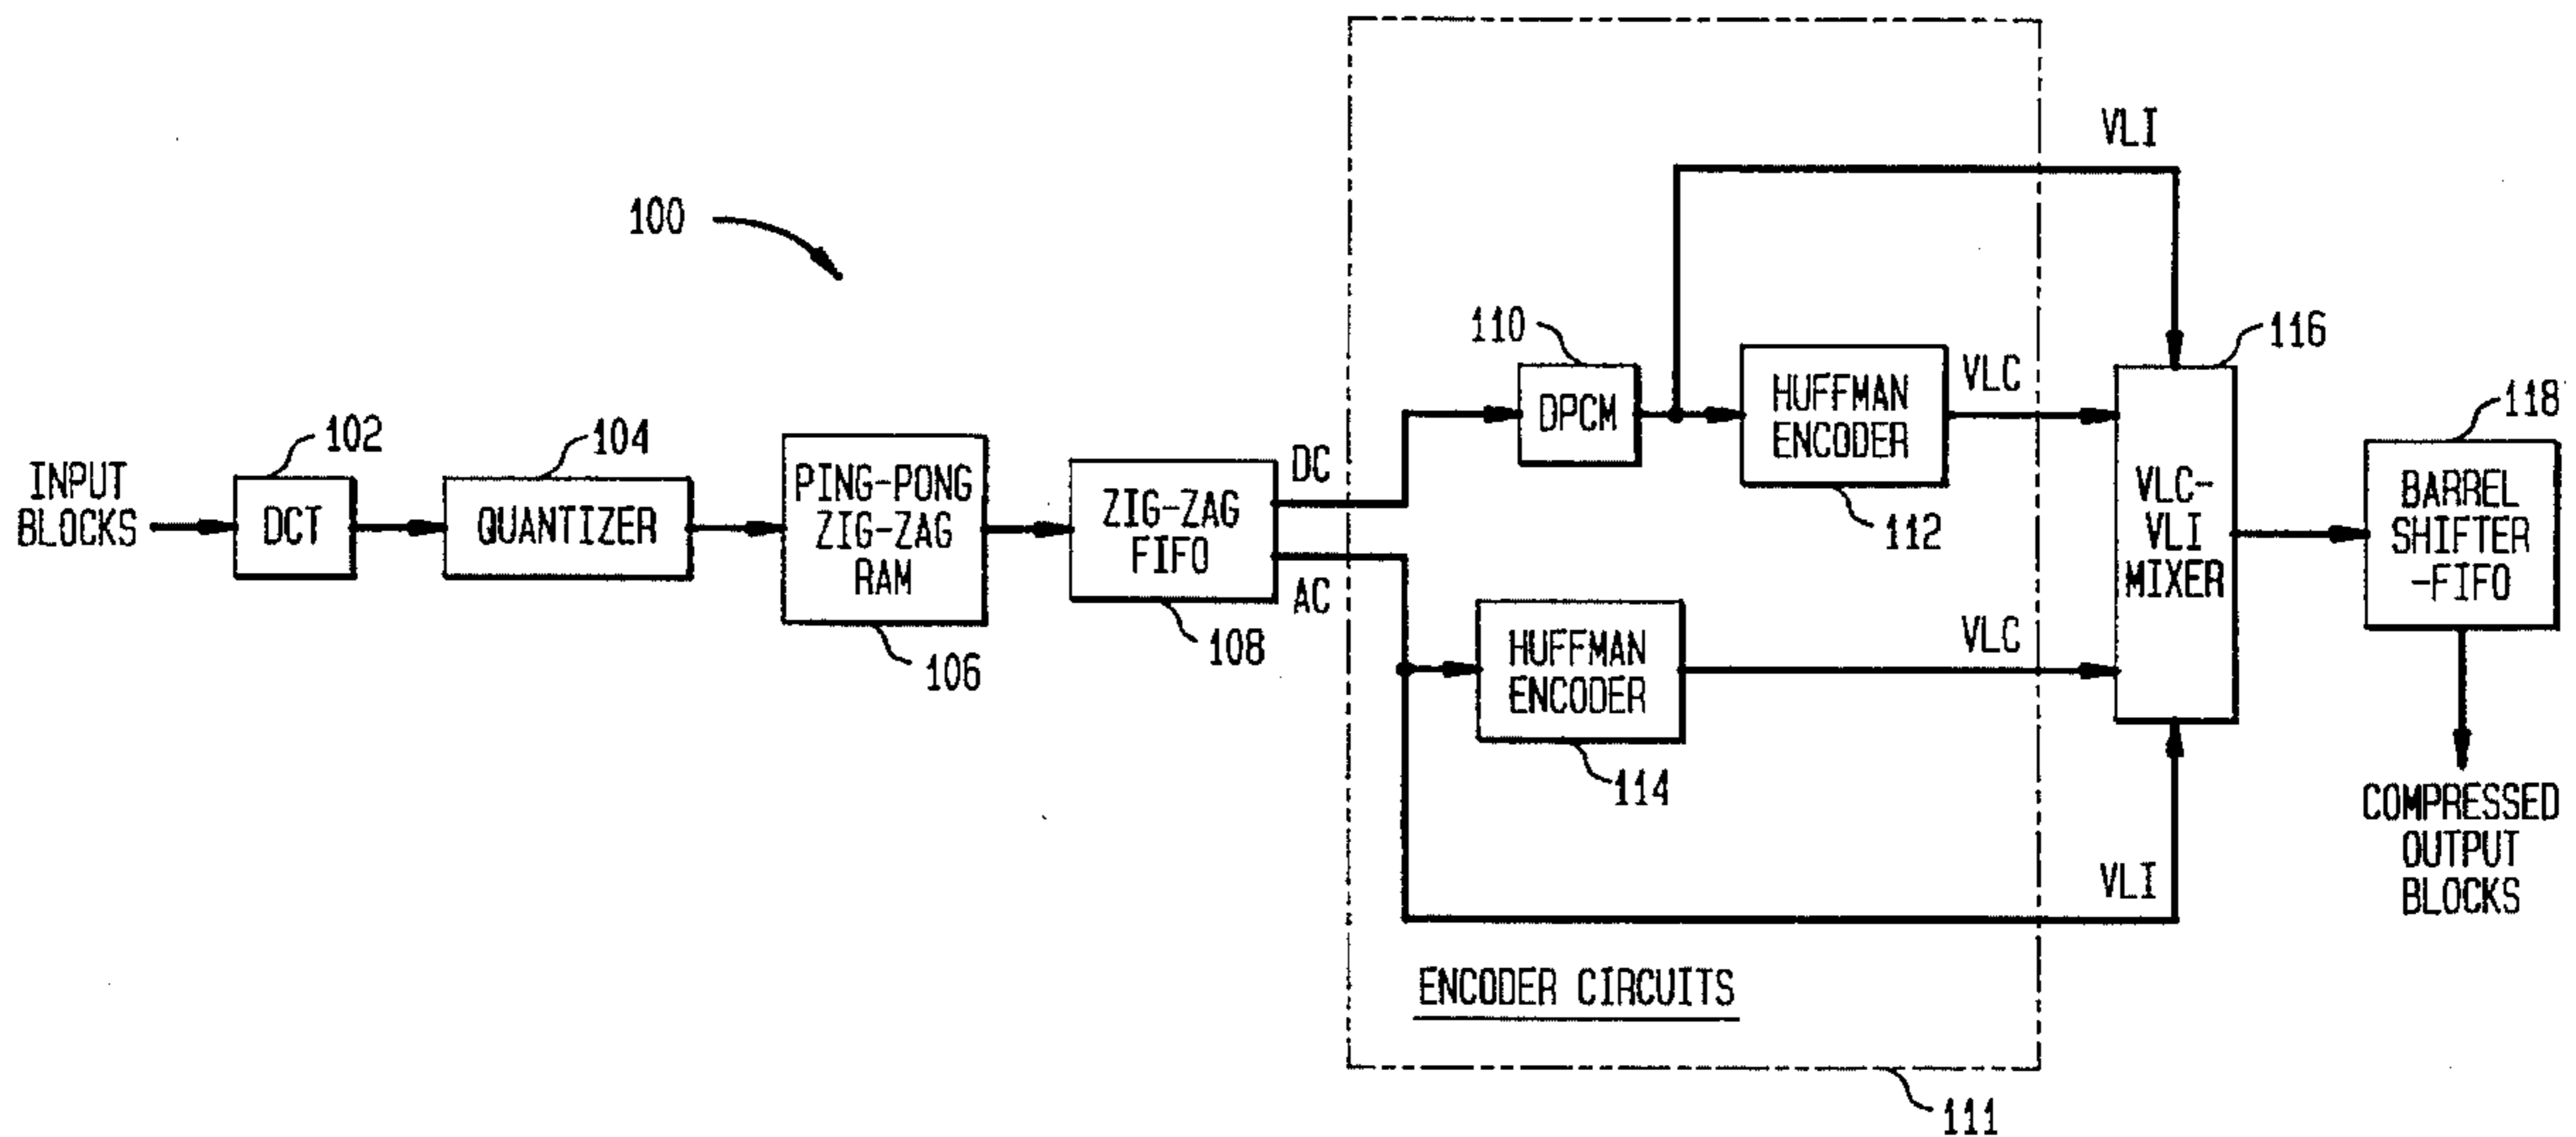 100
INPUT
BLOCKS
102
DCT
104
QUANTIZER
PING-PONG
ZIG-ZAG
RAM
106
ZIG-ZAG
FIFO
108
DC
AC
110
DPCM
HUFFMAN
ENCODER
112
VLC
VLI
HUFFMAN
ENCODER
114
VLC
VLI
ENCODER CIRCUITS
111
116
VLC-
VLI
MIXER
118
BARREL
SHIFTER
-FIFO
COMPRESSED
OUTPUT
BLOCKS